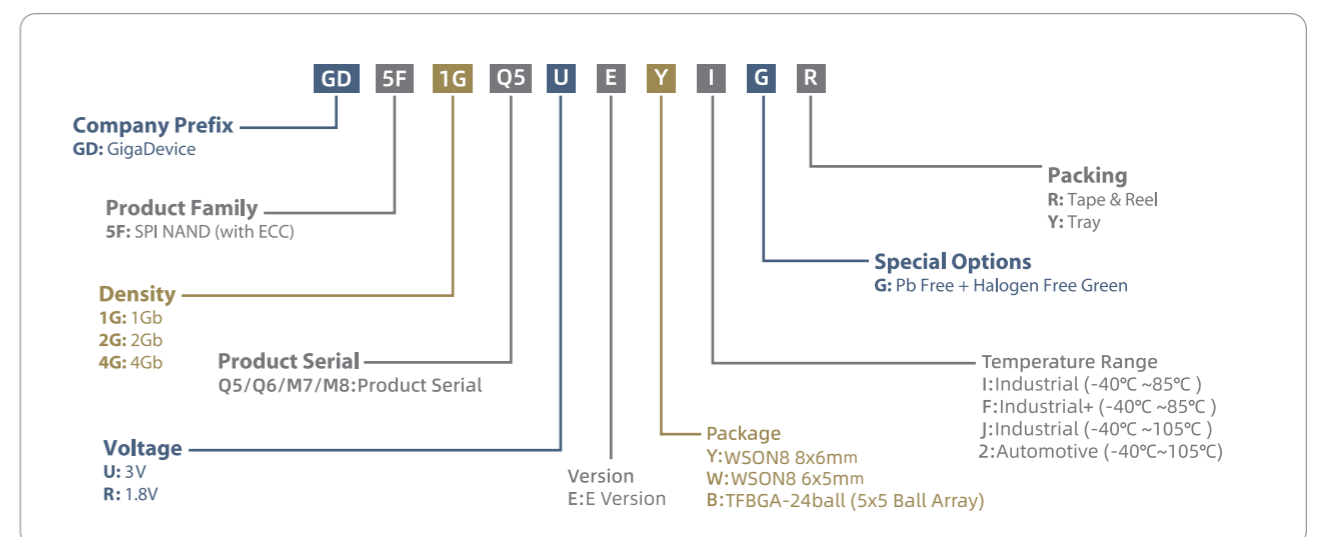 GD 5F 1G Q5 U E Y I G R
Company Prefix
GD: GigaDevice
Product Family
5F: SPI NAND (with ECC)
Density
1G: 1Gb
2G: 2Gb
4G: 4Gb
Product Serial
Q5/Q6/M7/M8:Product Serial
Voltage
U: 3V
R: 1.8V
Version
E:E Version
Package
Y:WSON8 8x6mm
W:WSON8 6x5mm
B:TFBGA-24ball (5x5 Ball Array)
Temperature Range
I:Industrial (-40℃ ~85℃ )
F:Industrial+ (-40℃ ~85℃ )
J:Industrial (-40℃ ~105℃ )
2:Automotive (-40℃~105℃)
Special Options
G: Pb Free + Halogen Free Green
Packing
R: Tape & Reel
Y: Tray